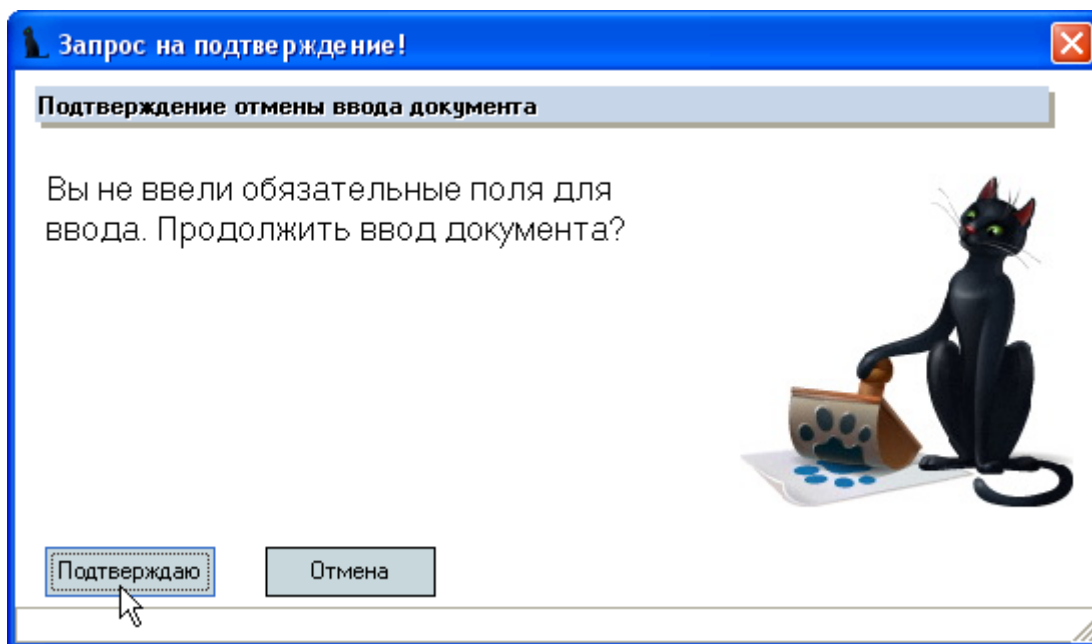 Запрос на подтверждение!
Подтверждение отмены ввода документа
Вы не ввели обязательные поля для
ввода. Продолжить ввод документа?
Подтверждаю Отмена